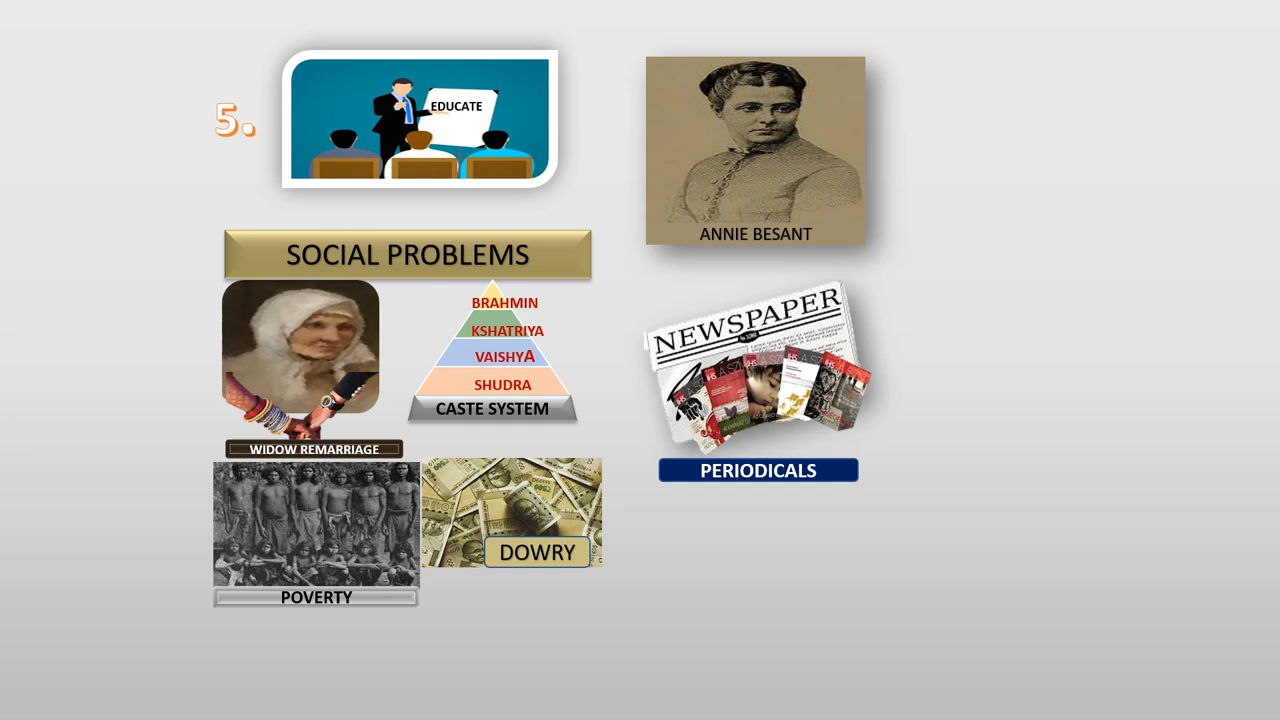 5.
EDUCATE
ANNIE BESANT
SOCIAL PROBLEMS
BRAHMIN
KSHATRIYA
VAISHYA
SHUDRA
CASTE SYSTEM
WIDOW REMARRIAGE
NEWSPAPER
PERIODICALS
POVERTY
DOWRY